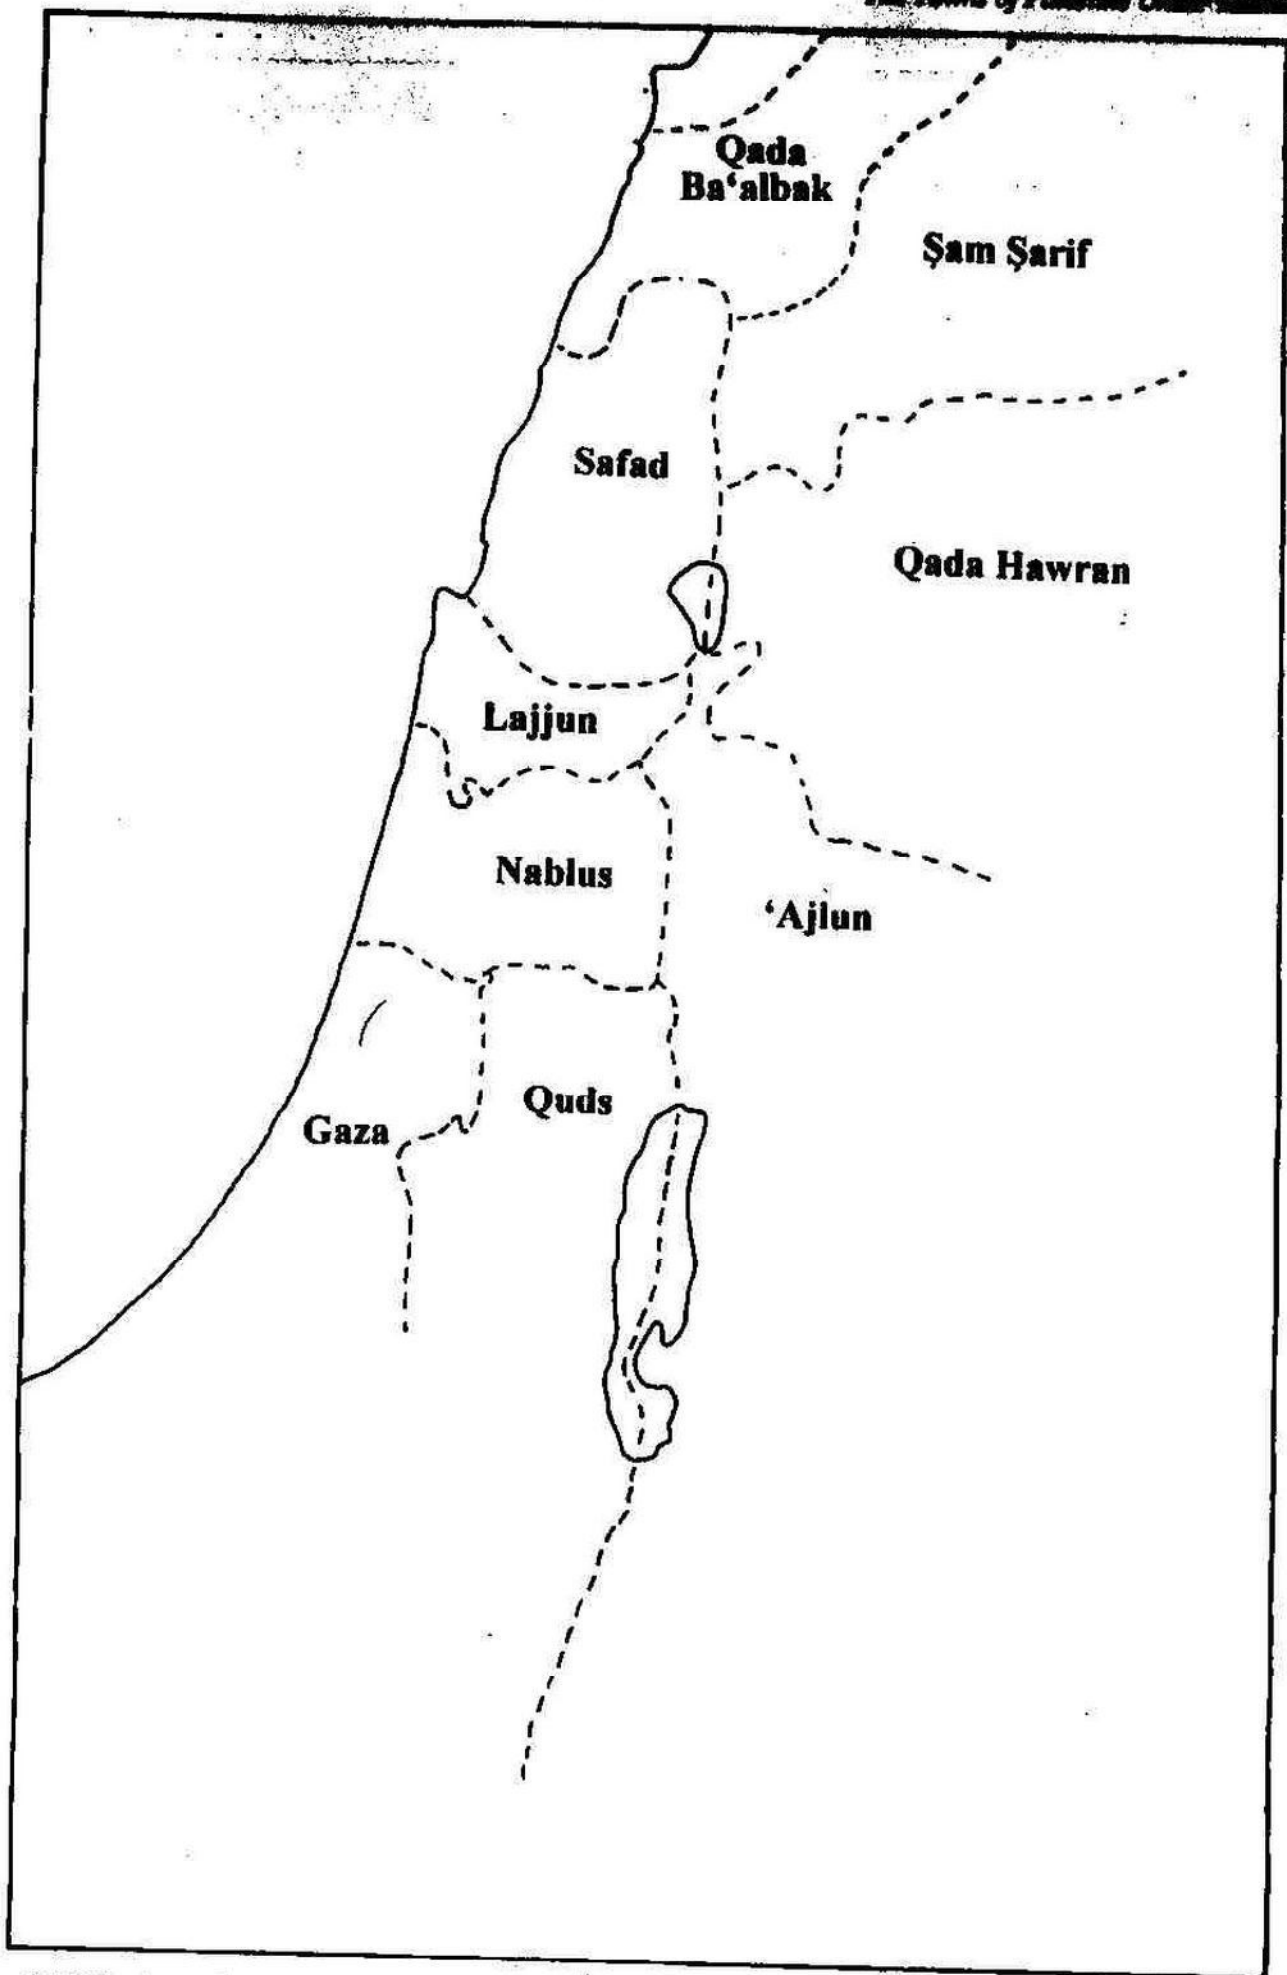 Qada
Ba‘albak
Şam Şarif
Safad
Qada Hawran
Lajjun
Nablus
‘Ajlun
Quds
Gaza